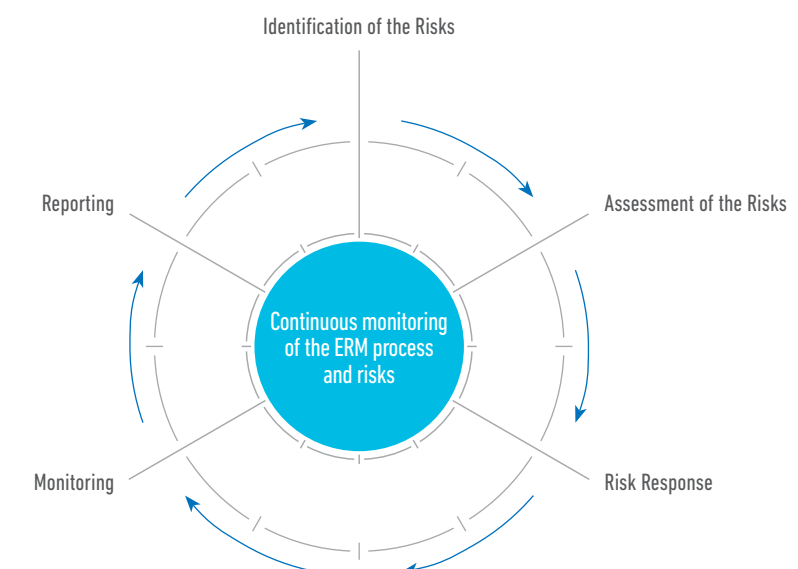 Identification of the Risks
Reporting
Assessment of the Risks
Continuous monitoring
of the ERM process
and risks
Monitoring
Risk Response